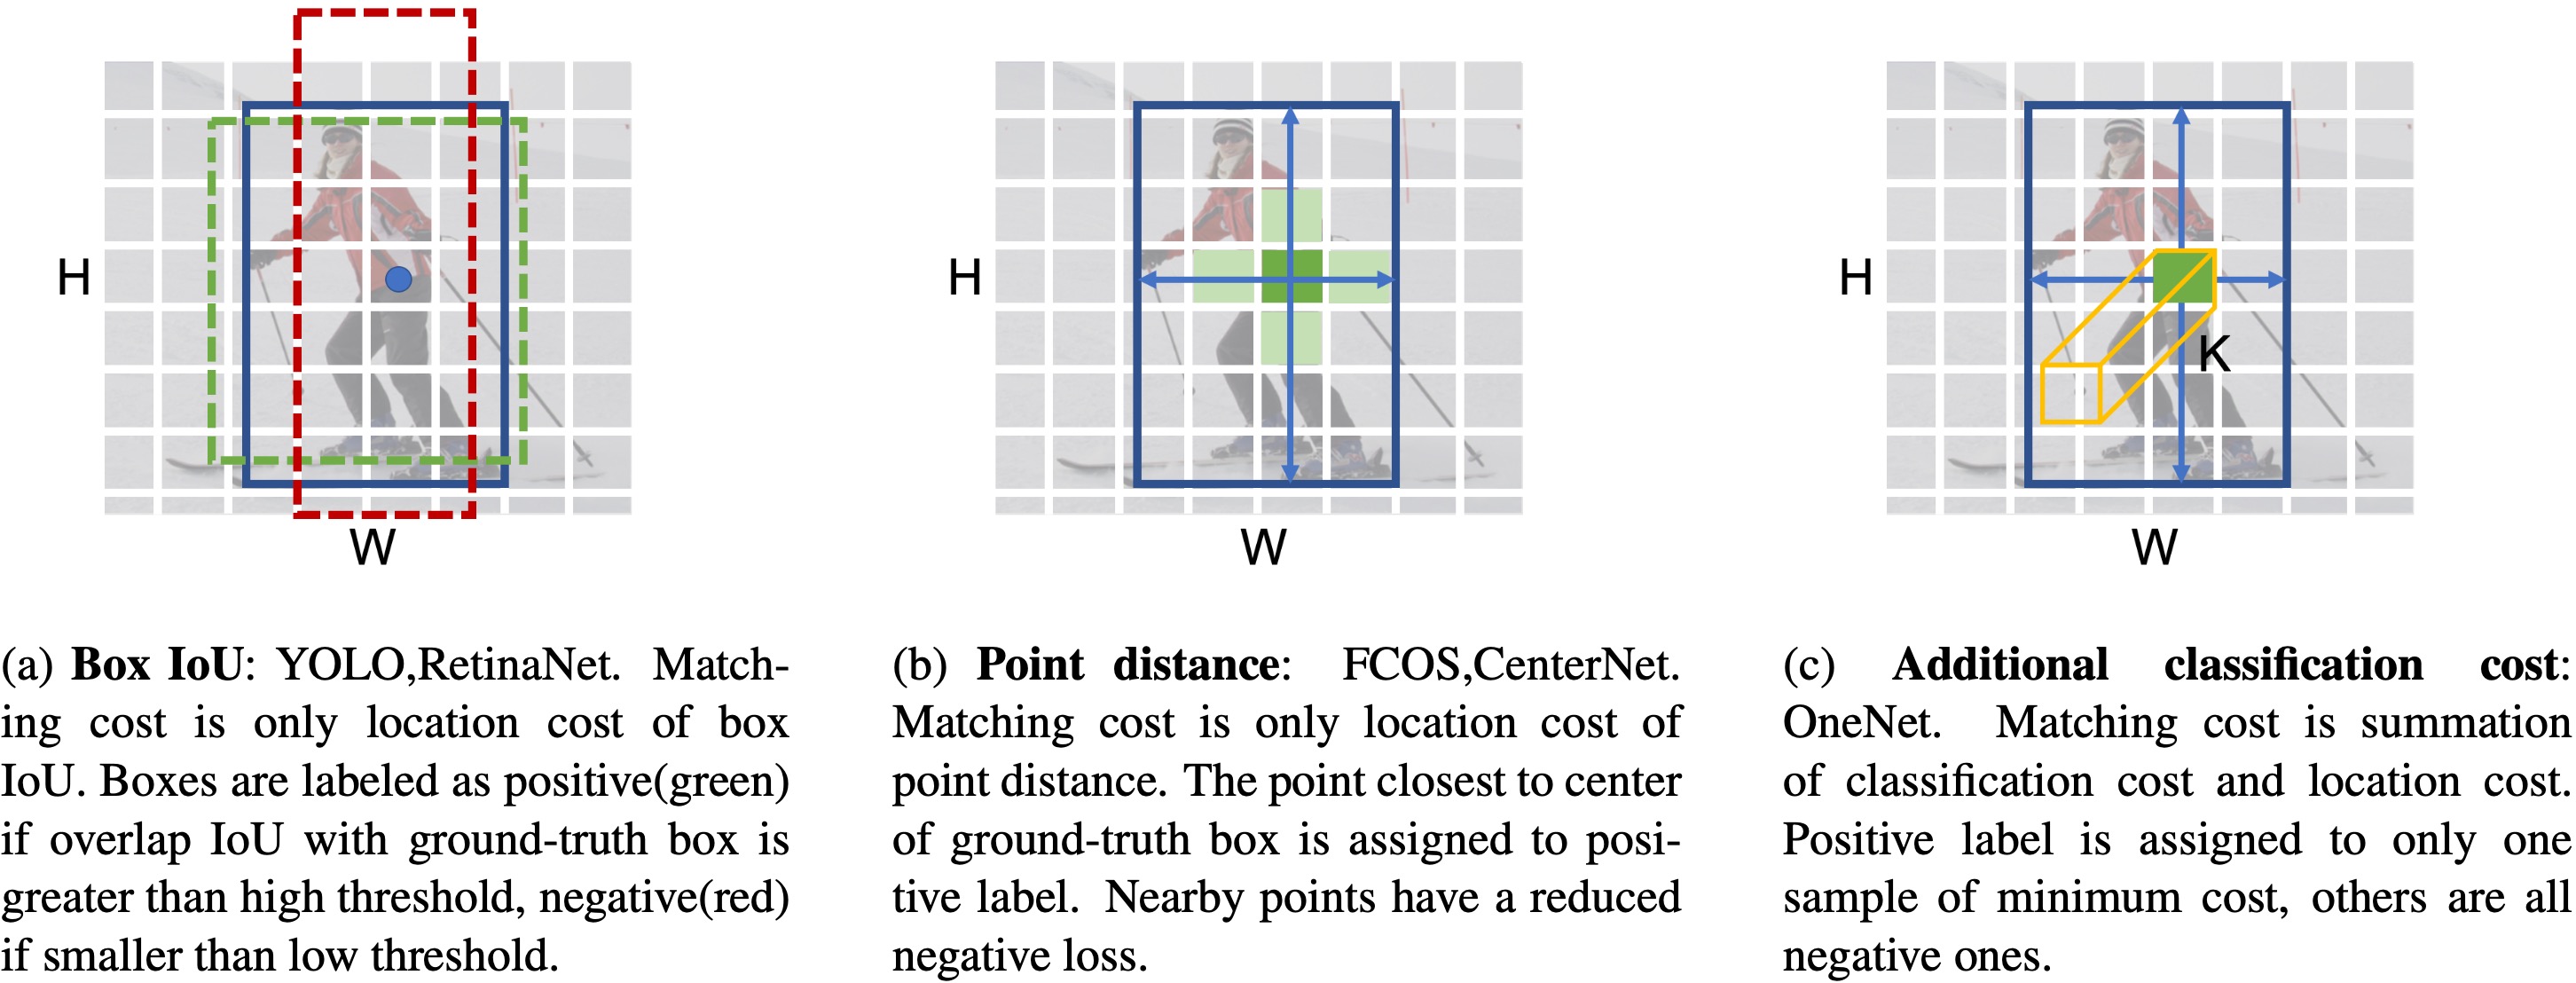 H
W
H
W
H
K
W
(a) Box IoU: YOLO,RetinaNet. Match-
ing cost is only location cost of box
IoU. Boxes are labeled as positive(green)
if overlap IoU with ground-truth box is
greater than high threshold, negative(red)
if smaller than low threshold.
(b) Point distance: FCOS,CenterNet.
Matching cost is only location cost of
point distance. The point closest to center
of ground-truth box is assigned to posi-
tive label. Nearby points have a reduced
negative loss.
(c) Additional classification cost:
OneNet. Matching cost is summation
of classification cost and location cost.
Positive label is assigned to only one
sample of minimum cost, others are all
negative ones.